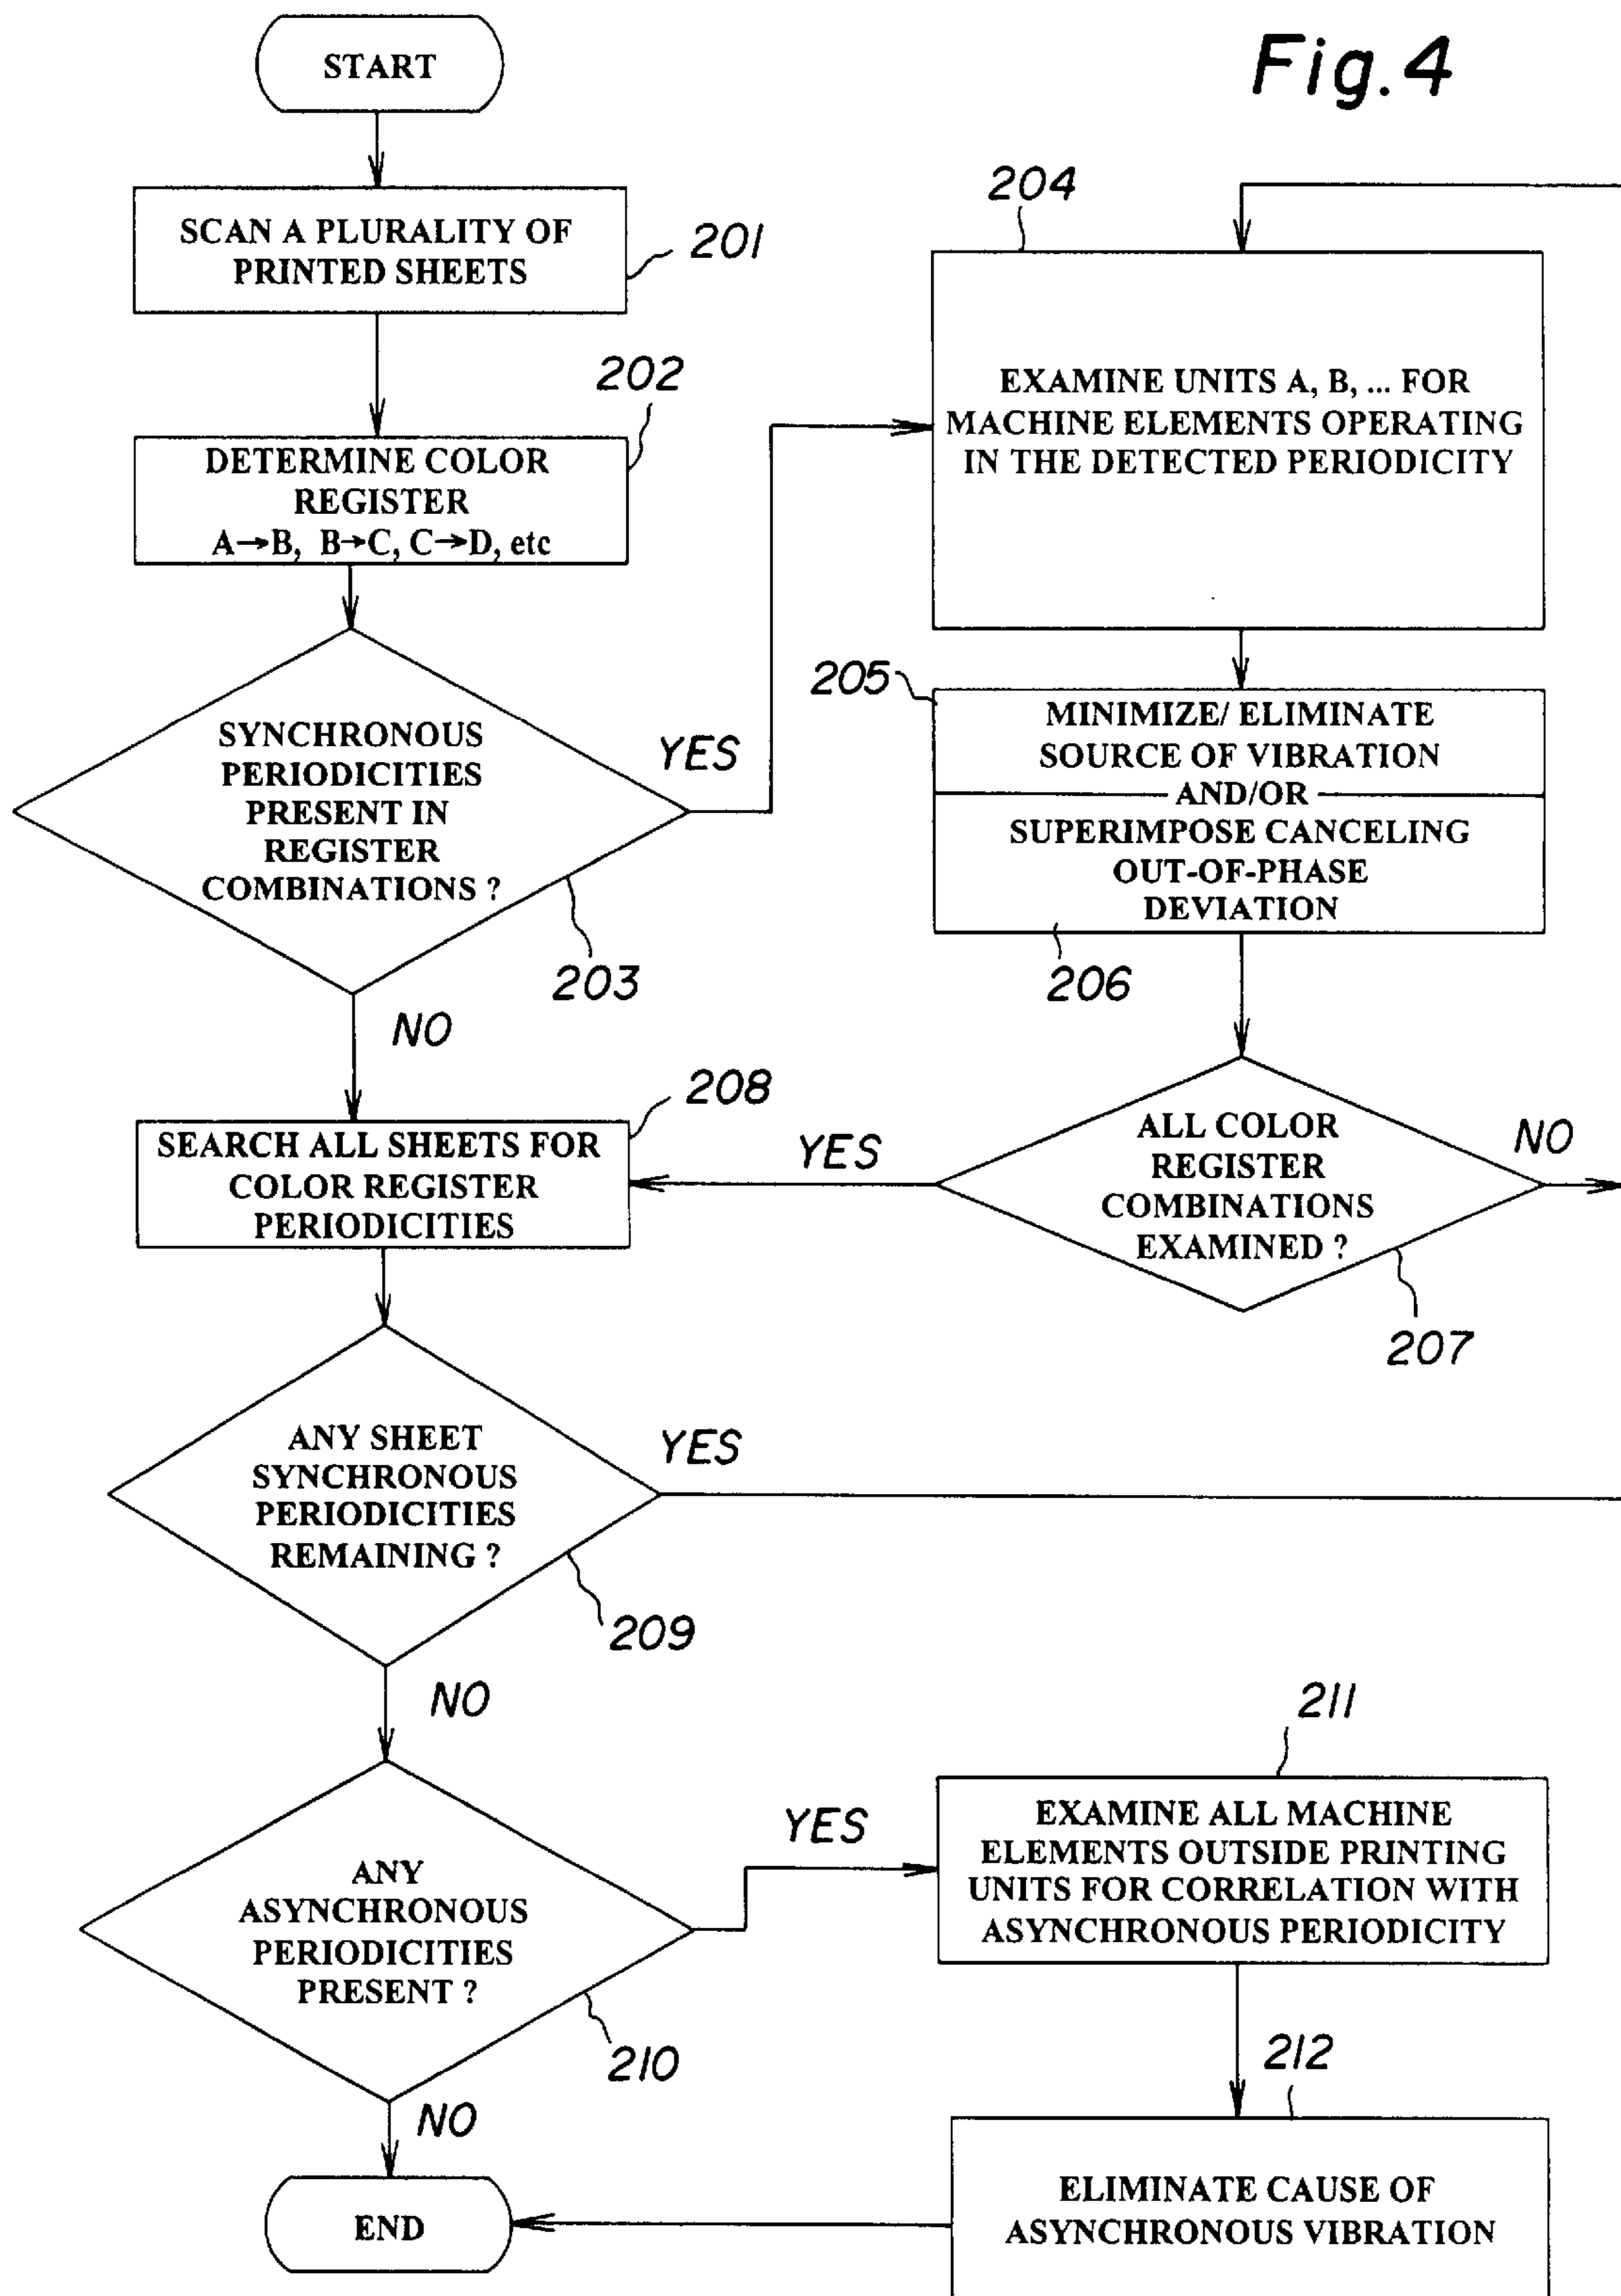 Fig.4
START
SCAN A PLURALITY OF
PRINTED SHEETS
201
202
DETERMINE COLOR
REGISTER
A→B, B→C, C→D, etc
SYNCHRONOUS
PERIODICITIES
PRESENT IN
REGISTER
COMBINATIONS ?
YES
203
NO
204
EXAMINE UNITS A, B, ... FOR
MACHINE ELEMENTS OPERATING
IN THE DETECTED PERIODICITY
205
MINIMIZE/ ELIMINATE
SOURCE OF VIBRATION
AND/OR
SUPERIMPOSE CANCELING
OUT-OF-PHASE
DEVIATION
206
ALL COLOR
REGISTER
COMBINATIONS
EXAMINED ?
NO
YES
207
208
SEARCH ALL SHEETS FOR
COLOR REGISTER
PERIODICITIES
ANY SHEET
SYNCHRONOUS
PERIODICITIES
REMAINING ?
YES
209
NO
ANY
ASYNCHRONOUS
PERIODICITIES
PRESENT ?
YES
210
NO
211
EXAMINE ALL MACHINE
ELEMENTS OUTSIDE PRINTING
UNITS FOR CORRELATION WITH
ASYNCHRONOUS PERIODICITY
212
ELIMINATE CAUSE OF
ASYNCHRONOUS VIBRATION
END